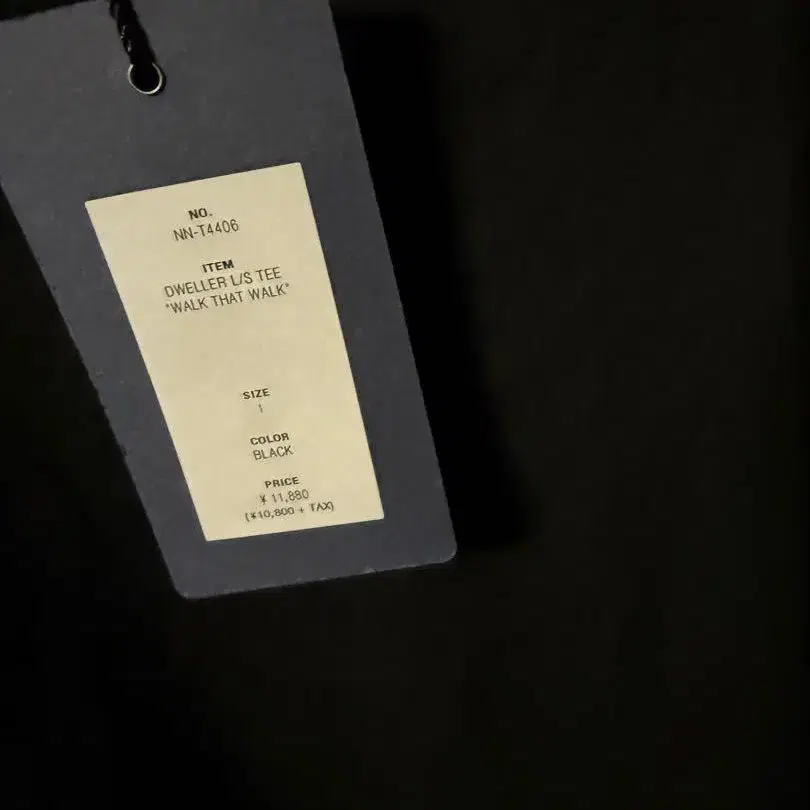 NO.
NN-T4406
ITEM
DWELLER L/S TEE
"WALK THAT WALK"
SIZE
1
COLOR
BLACK
PRICE
¥ 11,880
(¥10,800 + TAX)